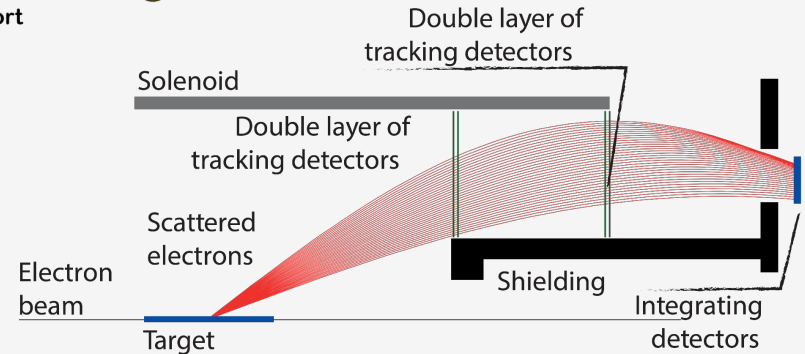 ort
Double layer of
tracking detectors
Solenoid
Double layer of
tracking detectors
Scattered
electrons
Electron
beam
Shielding
Integrating
detectors
Target